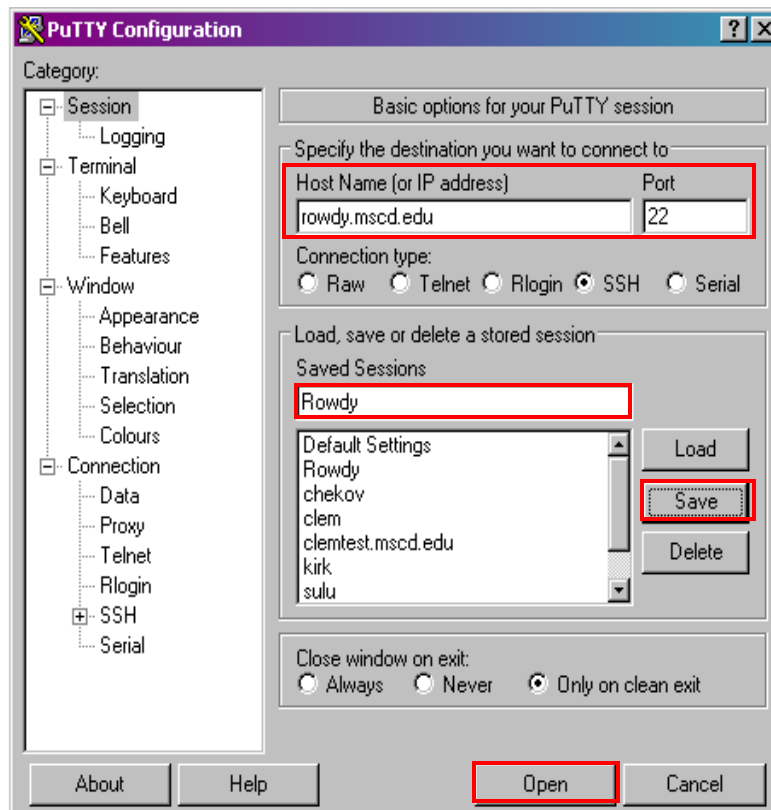 PuTTY Configuration
Category:
Session
Logging
Terminal
Keyboard
Bell
Features
Window
Appearance
Behaviour
Translation
Selection
Colours
Connection
Data
Proxy
Telnet
Rlogin
SSH
Serial
Basic options for your PuTTY session
Specify the destination you want to connect to
Host Name (or IP address) Port
rowdy.mscd.edu 22
Connection type:
Raw Telnet Rlogin SSH Serial
Load, save or delete a stored session
Saved Sessions
Rowdy
Default Settings
Rowdy
chekov
clem
clemtest.mscd.edu
kirk
sulu
Load
Save
Delete
Close window on exit:
Always Never Only on clean exit
About Help Open Cancel